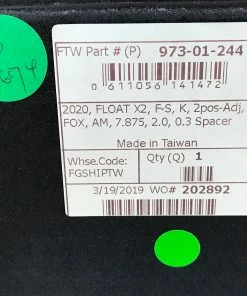 FTW Part # (P) 973-01-244
0 611056 141472
2020, FLOAT X2, F-S, K, 2pos-Adj,
FOX, AM, 7.875, 2.0, 0.3 Spacer
Made in Taiwan
Whse.Code: Qty (Q) 1
FGSHIPTW
3/19/2019 WO# 202892